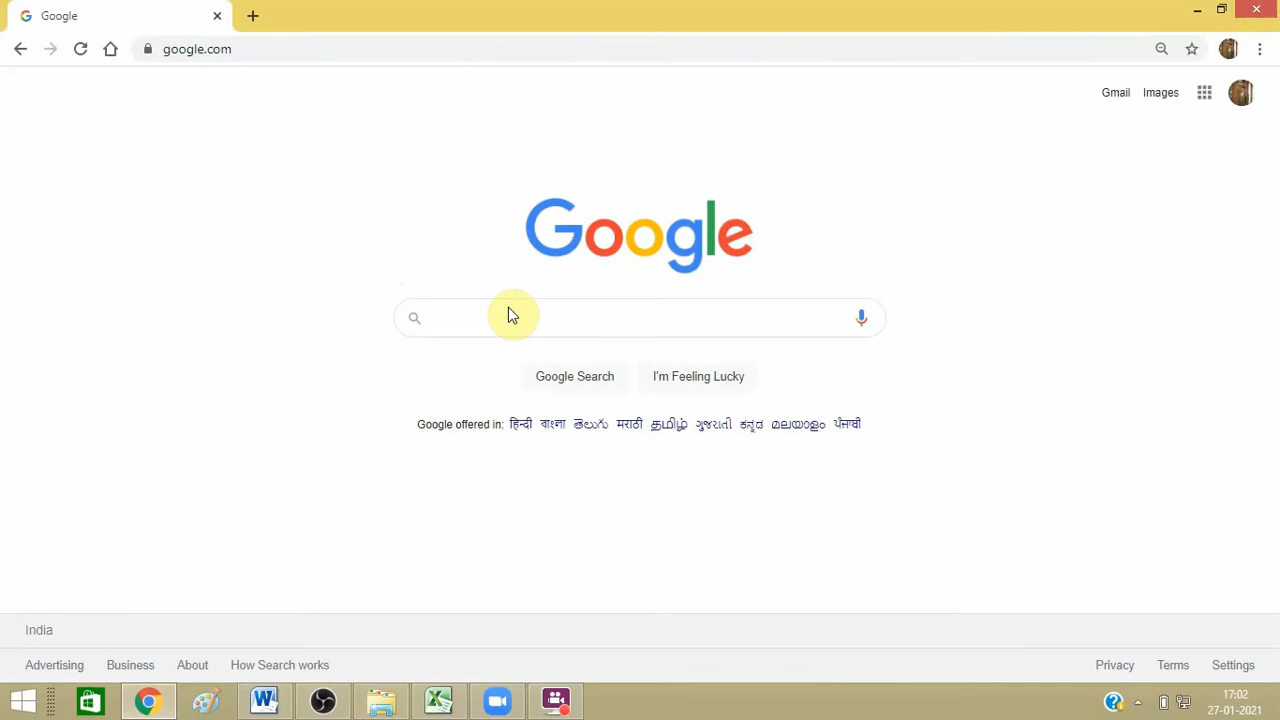 Google
google.com
Gmail Images
Google
Google Search I'm Feeling Lucky
Google offered in: हिन्दी বাংলা తెలుగు मराठी தமிழ் ગુજરાતી ಕನ್ನಡ മലയാളം ਪੰਜਾਬੀ
India
Advertising Business About How Search works Privacy Terms Settings
17:02
27-01-2021